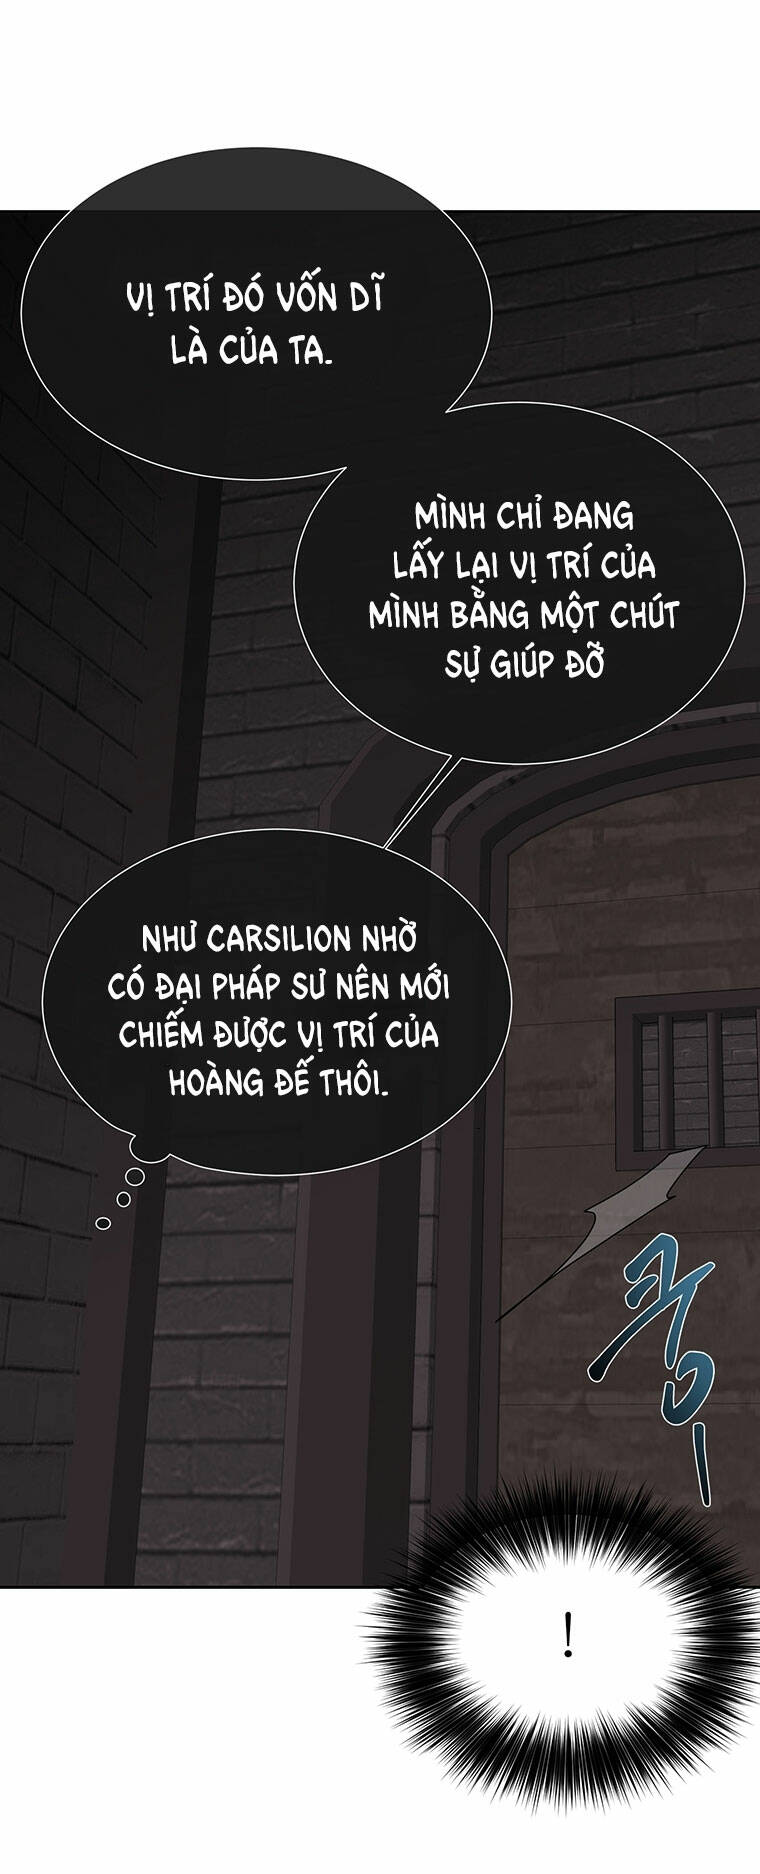 VỊ TRÍ ĐÓ VỐN DĨ
LÀ CỦA TA.
MÌNH CHỈ ĐANG
LẤY LẠI VỊ TRÍ CỦA
MÌNH BẰNG MỘT CHÚT
SỰ GIÚP ĐỠ
NHƯ CARSILION NHỜ
CÓ ĐẠI PHÁP SƯ NÊN MỚI
CHIẾM ĐƯỢC VỊ TRÍ CỦA
HOÀNG ĐẾ THÔI.
쿵!
!